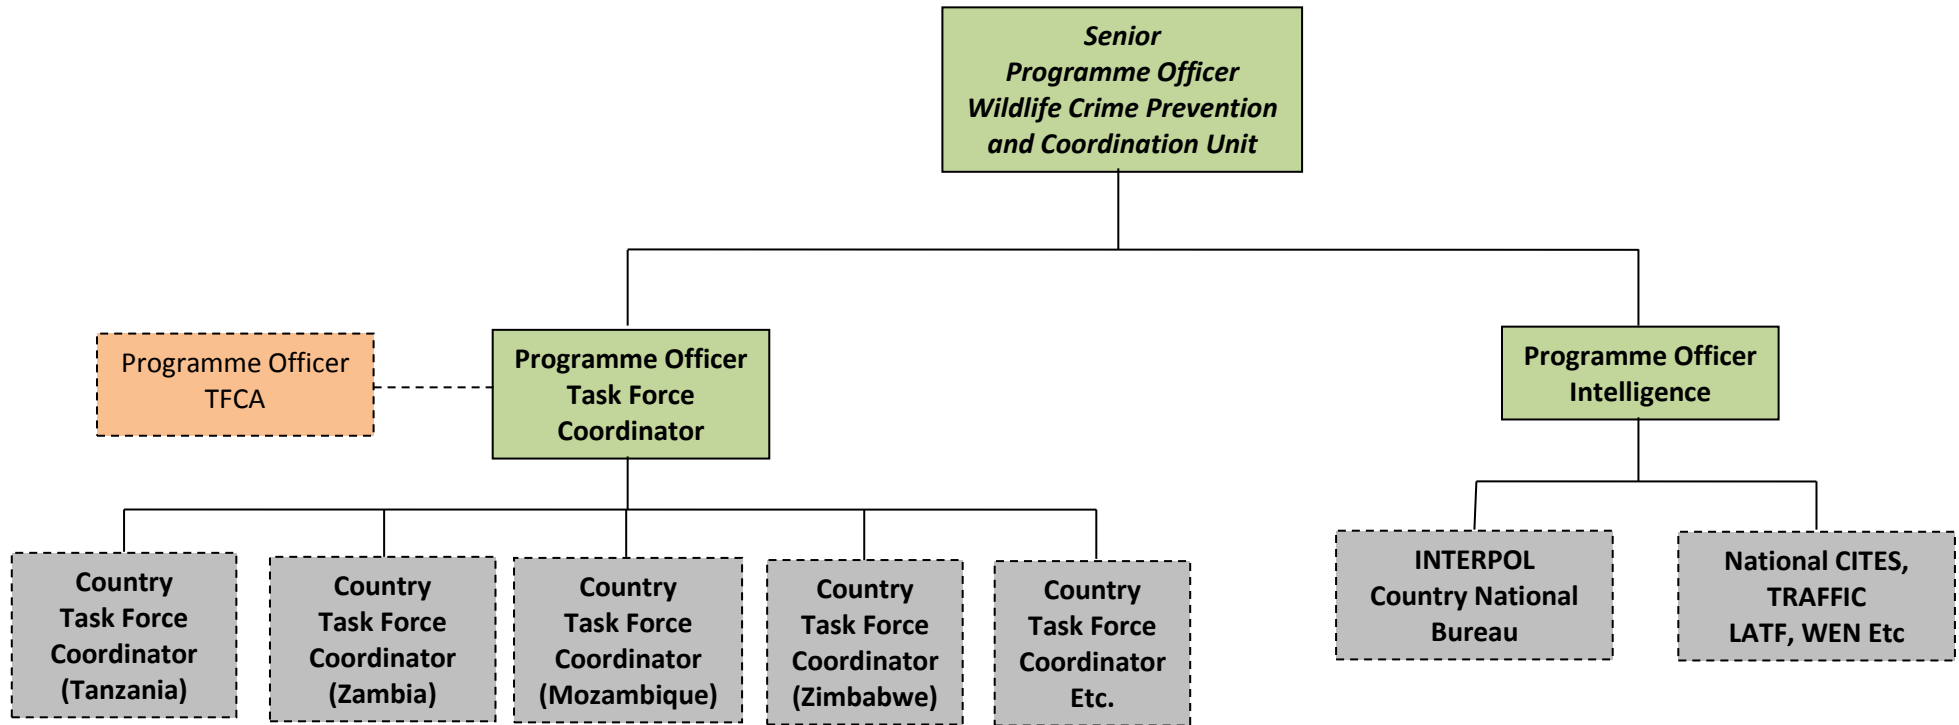 Senior
Programme Officer
Wildlife Crime Prevention
and Coordination Unit
Programme Officer
TFCA
Programme Officer
Task Force
Coordinator
Programme Officer
Intelligence
Country
Task Force
Coordinator
(Tanzania)
Country
Task Force
Coordinator
(Zambia)
Country
Task Force
Coordinator
(Mozambique)
Country
Task Force
Coordinator
(Zimbabwe)
Country
Task Force
Coordinator
Etc.
INTERPOL
Country National
Bureau
National CITES,
TRAFFIC
LATF, WEN Etc